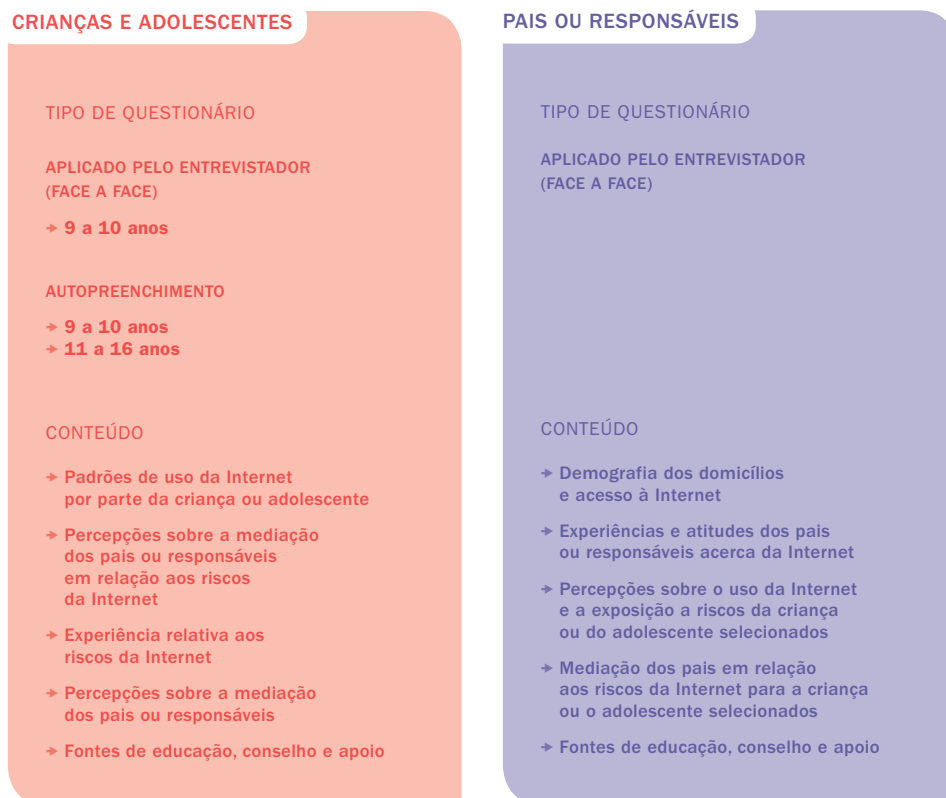 CRIANÇAS E ADOLESCENTES
TIPO DE QUESTIONÁRIO
APLICADO PELO ENTREVISTADOR
(FACE A FACE)
→ 9 a 10 anos
AUTOPREENCHIMENTO
→ 9 a 10 anos
→ 11 a 16 anos
CONTEÚDO
→ Padrões de uso da Internet
por parte da criança ou adolescente
→ Percepções sobre a mediação
dos pais ou responsáveis
em relação aos riscos
da Internet
→ Experiência relativa aos
riscos da Internet
→ Percepções sobre a mediação
dos pais ou responsáveis
→ Fontes de educação, conselho e apoio
PAIS OU RESPONSÁVEIS
TIPO DE QUESTIONÁRIO
APLICADO PELO ENTREVISTADOR
(FACE A FACE)
CONTEÚDO
→ Demografia dos domicílios
e acesso à Internet
→ Experiências e atitudes dos pais
ou responsáveis acerca da Internet
→ Percepções sobre o uso da Internet
e a exposição a riscos da criança
ou do adolescente selecionados
→ Mediação dos pais em relação
aos riscos da Internet para a criança
ou o adolescente selecionados
→ Fontes de educação, conselho e apoio